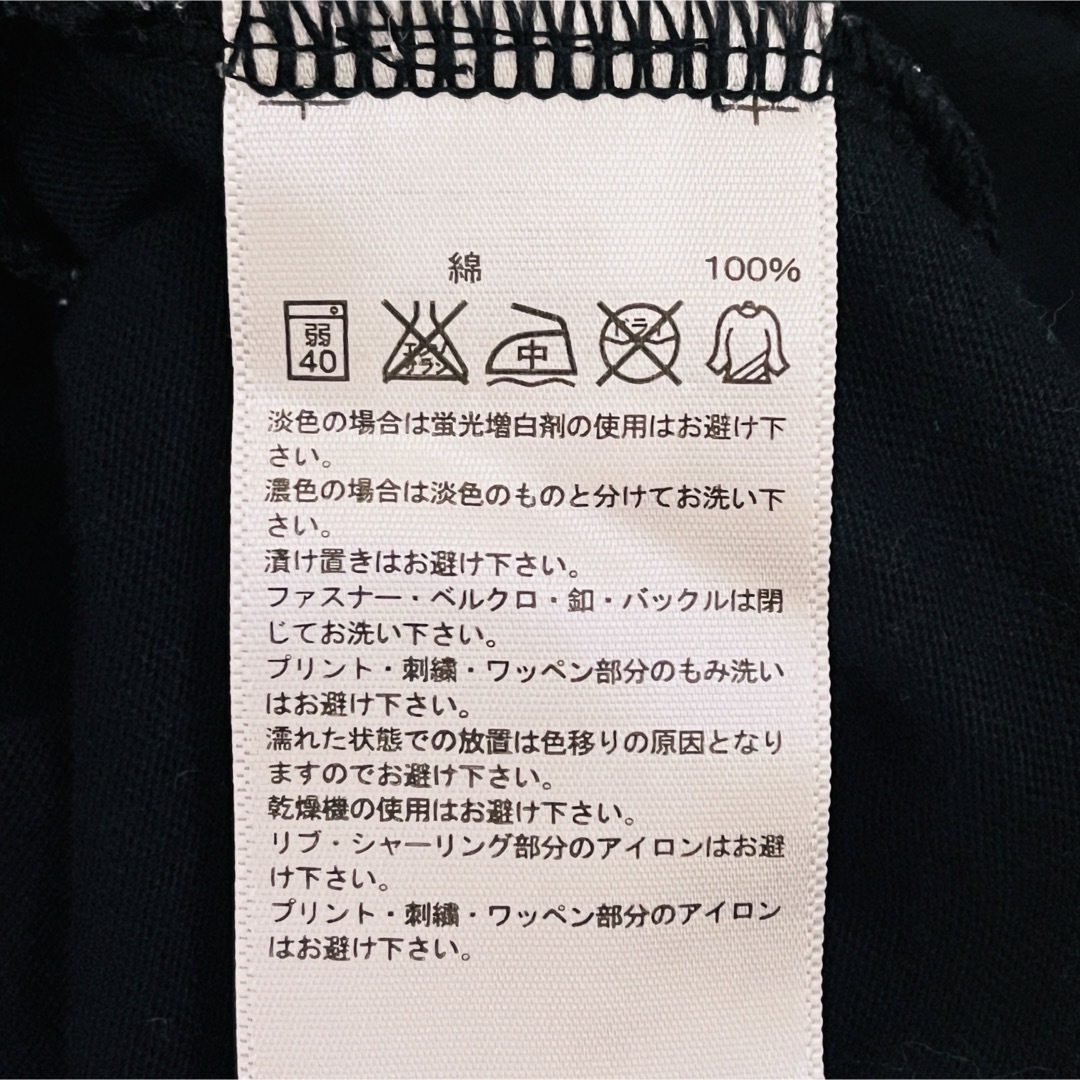 綿 100%
弱 40 エンソ サラシ 中 ドライ
淡色の場合は蛍光増白剤の使用はお避け下
さい。
濃色の場合は淡色のものと分けてお洗い下
さい。
漬け置きはお避け下さい。
ファスナー・ベルクロ・釦・バックルは閉
じてお洗い下さい。
プリント・刺繍・ワッペン部分のもみ洗い
はお避け下さい。
濡れた状態での放置は色移りの原因となり
ますのでお避け下さい。
乾燥機の使用はお避け下さい。
リブ・シャーリング部分のアイロンはお避
け下さい。
プリント・刺繍・ワッペン部分のアイロン
はお避け下さい。